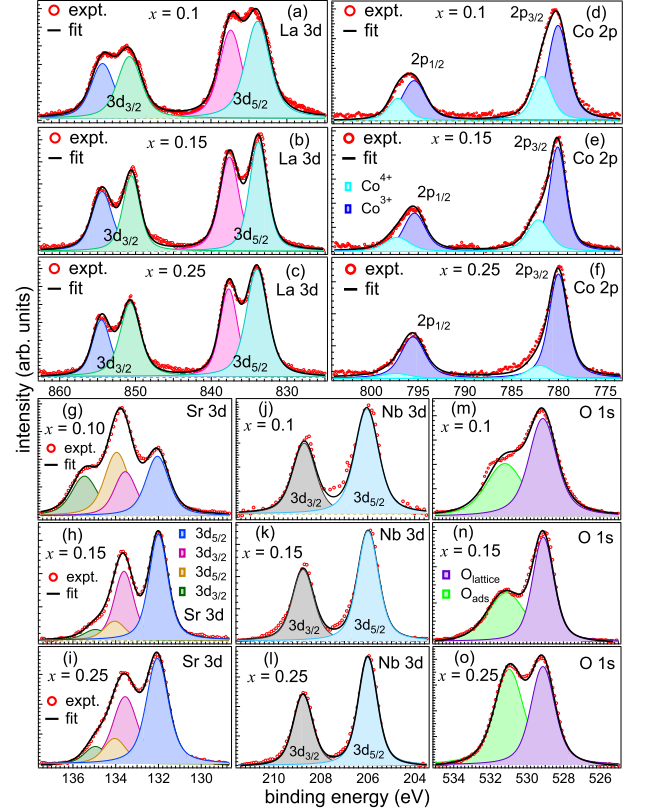 expt. x = 0.1 (a)
fit La 3d
3d3/2 3d5/2
expt. x = 0.1 2p3/2 (d)
fit Co 2p
2p1/2
expt. x = 0.15 (b)
fit La 3d
3d3/2 3d5/2
expt. x = 0.15 2p3/2 (e)
fit Co 2p
Co4+
Co3+
2p1/2
expt. x = 0.25 (c)
fit La 3d
3d3/2 3d5/2
860 850 840 830
expt. x = 0.25 2p3/2 (f)
fit Co 2p
2p1/2
800 795 790 785 780 775
intensity (arb. units)
(g) Sr 3d
x = 0.10
expt.
fit
(j) Nb 3d
x = 0.1
3d3/2 3d5/2
(m) O 1s
x = 0.1
(h) 3d5/2
x = 0.15 3d3/2
expt. 3d5/2
fit 3d3/2
Sr 3d
(k) Nb 3d
x = 0.15
3d3/2 3d5/2
(n) O 1s
x = 0.15
Olattice
Oads
(i) Sr 3d
x = 0.25
expt.
fit
136 134 132 130
(l) Nb 3d
x = 0.25
3d3/2 3d5/2
210 208 206 204
(o) O 1s
x = 0.25
534 532 530 528 526
binding energy (eV)